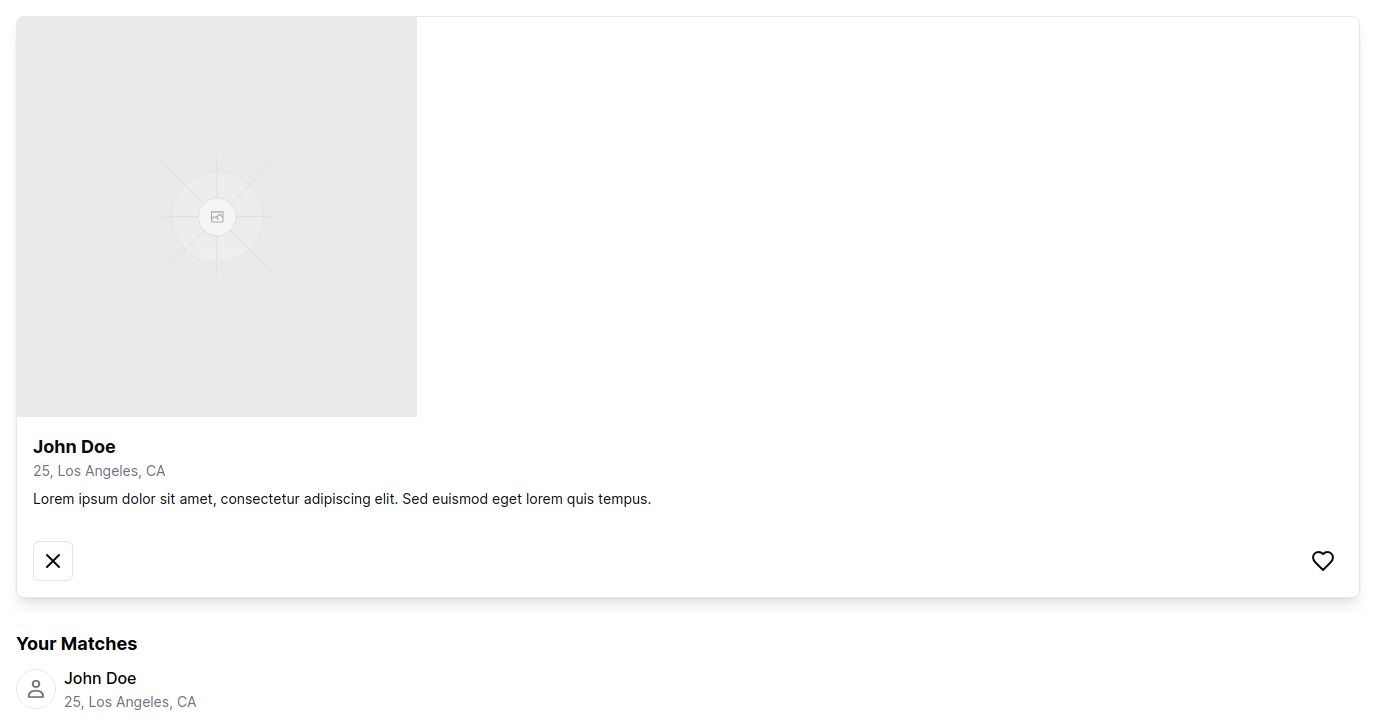 John Doe
25, Los Angeles, CA
Lorem ipsum dolor sit amet, consectetur adipiscing elit. Sed euismod eget lorem quis tempus.
Your Matches
John Doe
25, Los Angeles, CA